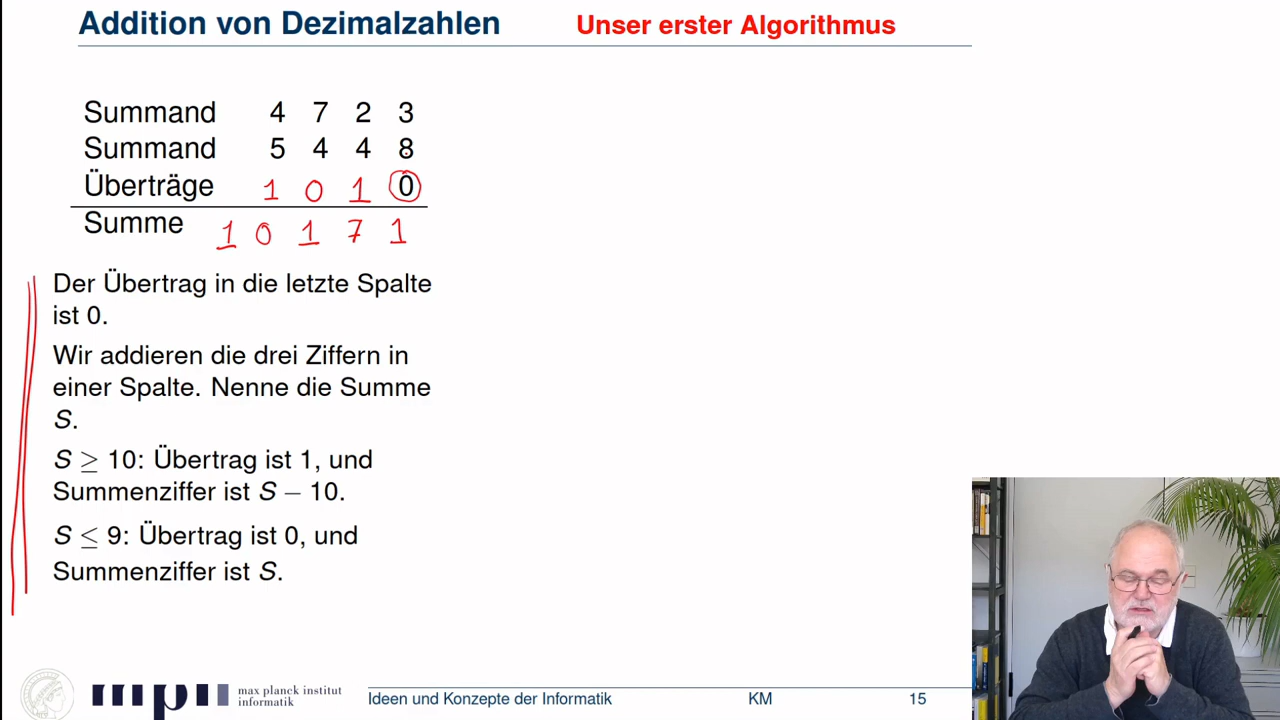 Addition von Dezimalzahlen Unser erster Algorithmus
Summand 4 7 2 3
Summand 5 4 4 8
Überträge 1 0 1 0
Summe 1 0 1 7 1
Der Übertrag in die letzte Spalte
ist 0.
Wir addieren die drei Ziffern in
einer Spalte. Nenne die Summe
S.
S ≥ 10: Übertrag ist 1, und
Summenziffer ist S − 10.
S ≤ 9: Übertrag ist 0, und
Summenziffer ist S.
mpii max planck institut
informatik
Ideen und Konzepte der Informatik KM 15